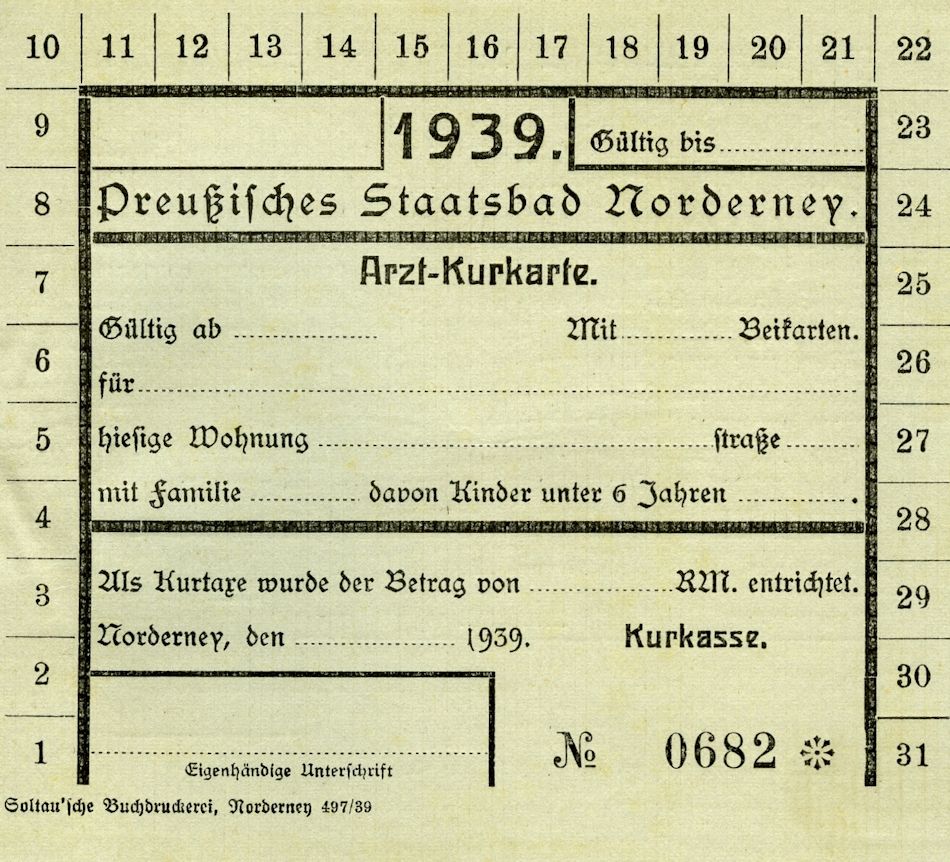 10 11 12 13 14 15 16 17 18 19 20 21 22
9 1939. Gültig bis 23
8 Preußisches Staatsbad Norderney. 24
7 Arzt-Kurkarte. 25
Gültig ab Mit Beikarten.
6 für 26
5 hiesige Wohnung straße 27
mit Familie davon Kinder unter 6 Jahren .
4 28
3 Als Kurtaxe wurde der Betrag von RM. entrichtet. 29
Norderney, den 1939. Kurkasse.
2 30
1 № 0682 31
Eigenhändige Unterschrift
Soltau'sche Buchdruckerei, Norderney 497/39